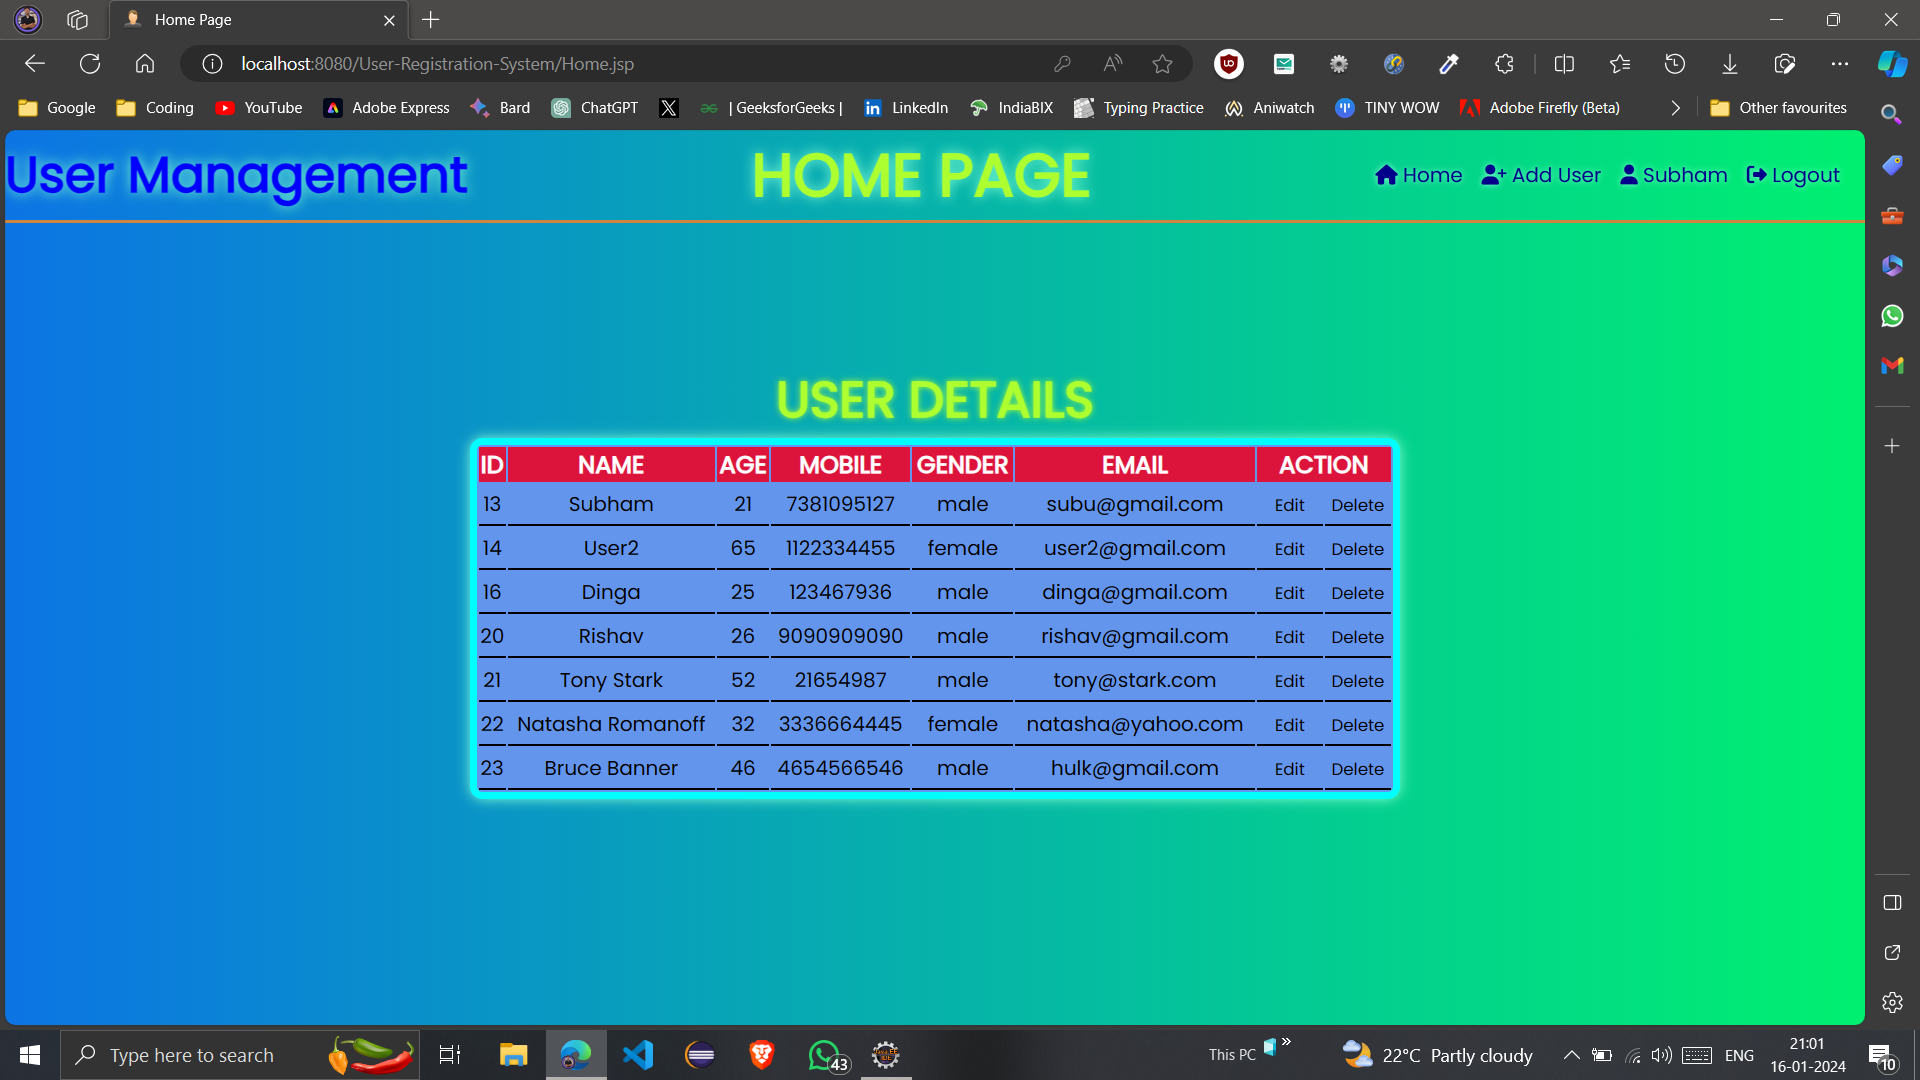 Home Page
localhost:8080/User-Registration-System/Home.jsp
Google Coding YouTube Adobe Express Bard ChatGPT X | GeeksforGeeks | LinkedIn IndiaBIX Typing Practice Aniwatch TINY WOW Adobe Firefly (Beta) Other favourites
User Management HOME PAGE Home Add User Subham Logout
USER DETAILS
ID NAME AGE MOBILE GENDER EMAIL ACTION
13 Subham 21 7381095127 male subu@gmail.com Edit Delete
14 User2 65 1122334455 female user2@gmail.com Edit Delete
16 Dinga 25 123467936 male dinga@gmail.com Edit Delete
20 Rishav 26 9090909090 male rishav@gmail.com Edit Delete
21 Tony Stark 52 21654987 male tony@stark.com Edit Delete
22 Natasha Romanoff 32 3336664445 female natasha@yahoo.com Edit Delete
23 Bruce Banner 46 4654566546 male hulk@gmail.com Edit Delete
Type here to search 43 This PC 22°C Partly cloudy ENG 21:01
16-01-2024 10